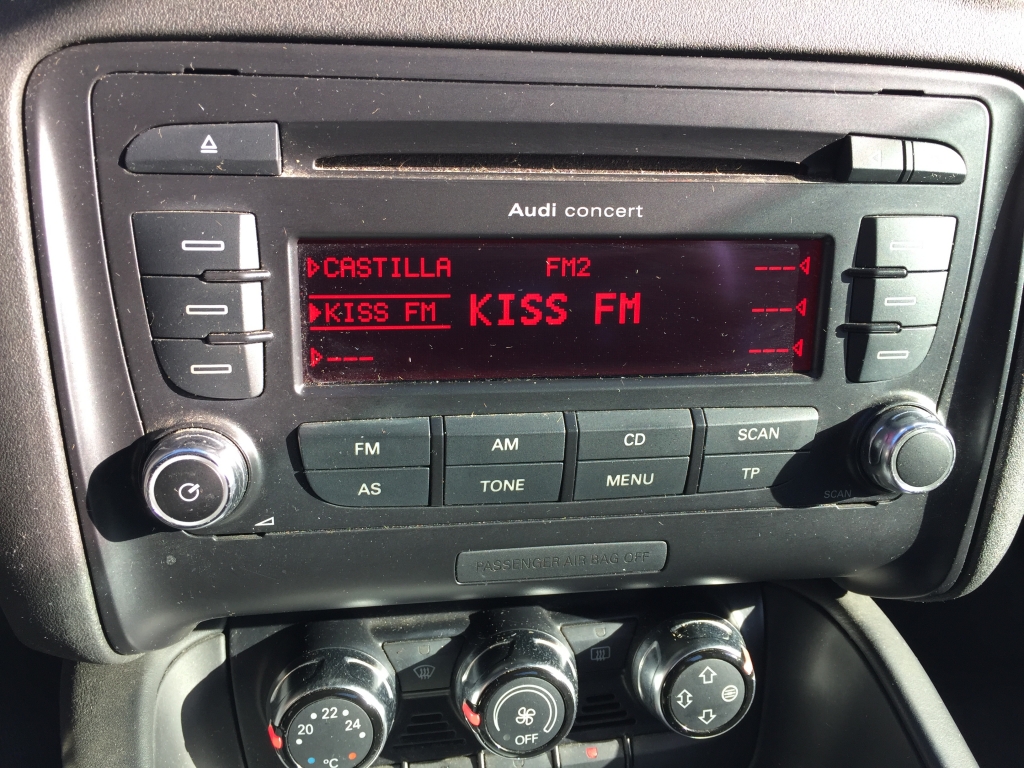 Audi concert
CASTILLA FM2 ---
KISS FM KISS FM ---
--- ---
FM AM CD SCAN
AS TONE MENU TP
SCAN
PASSENGER AIR BAG OFF
20 22 24
°C
OFF